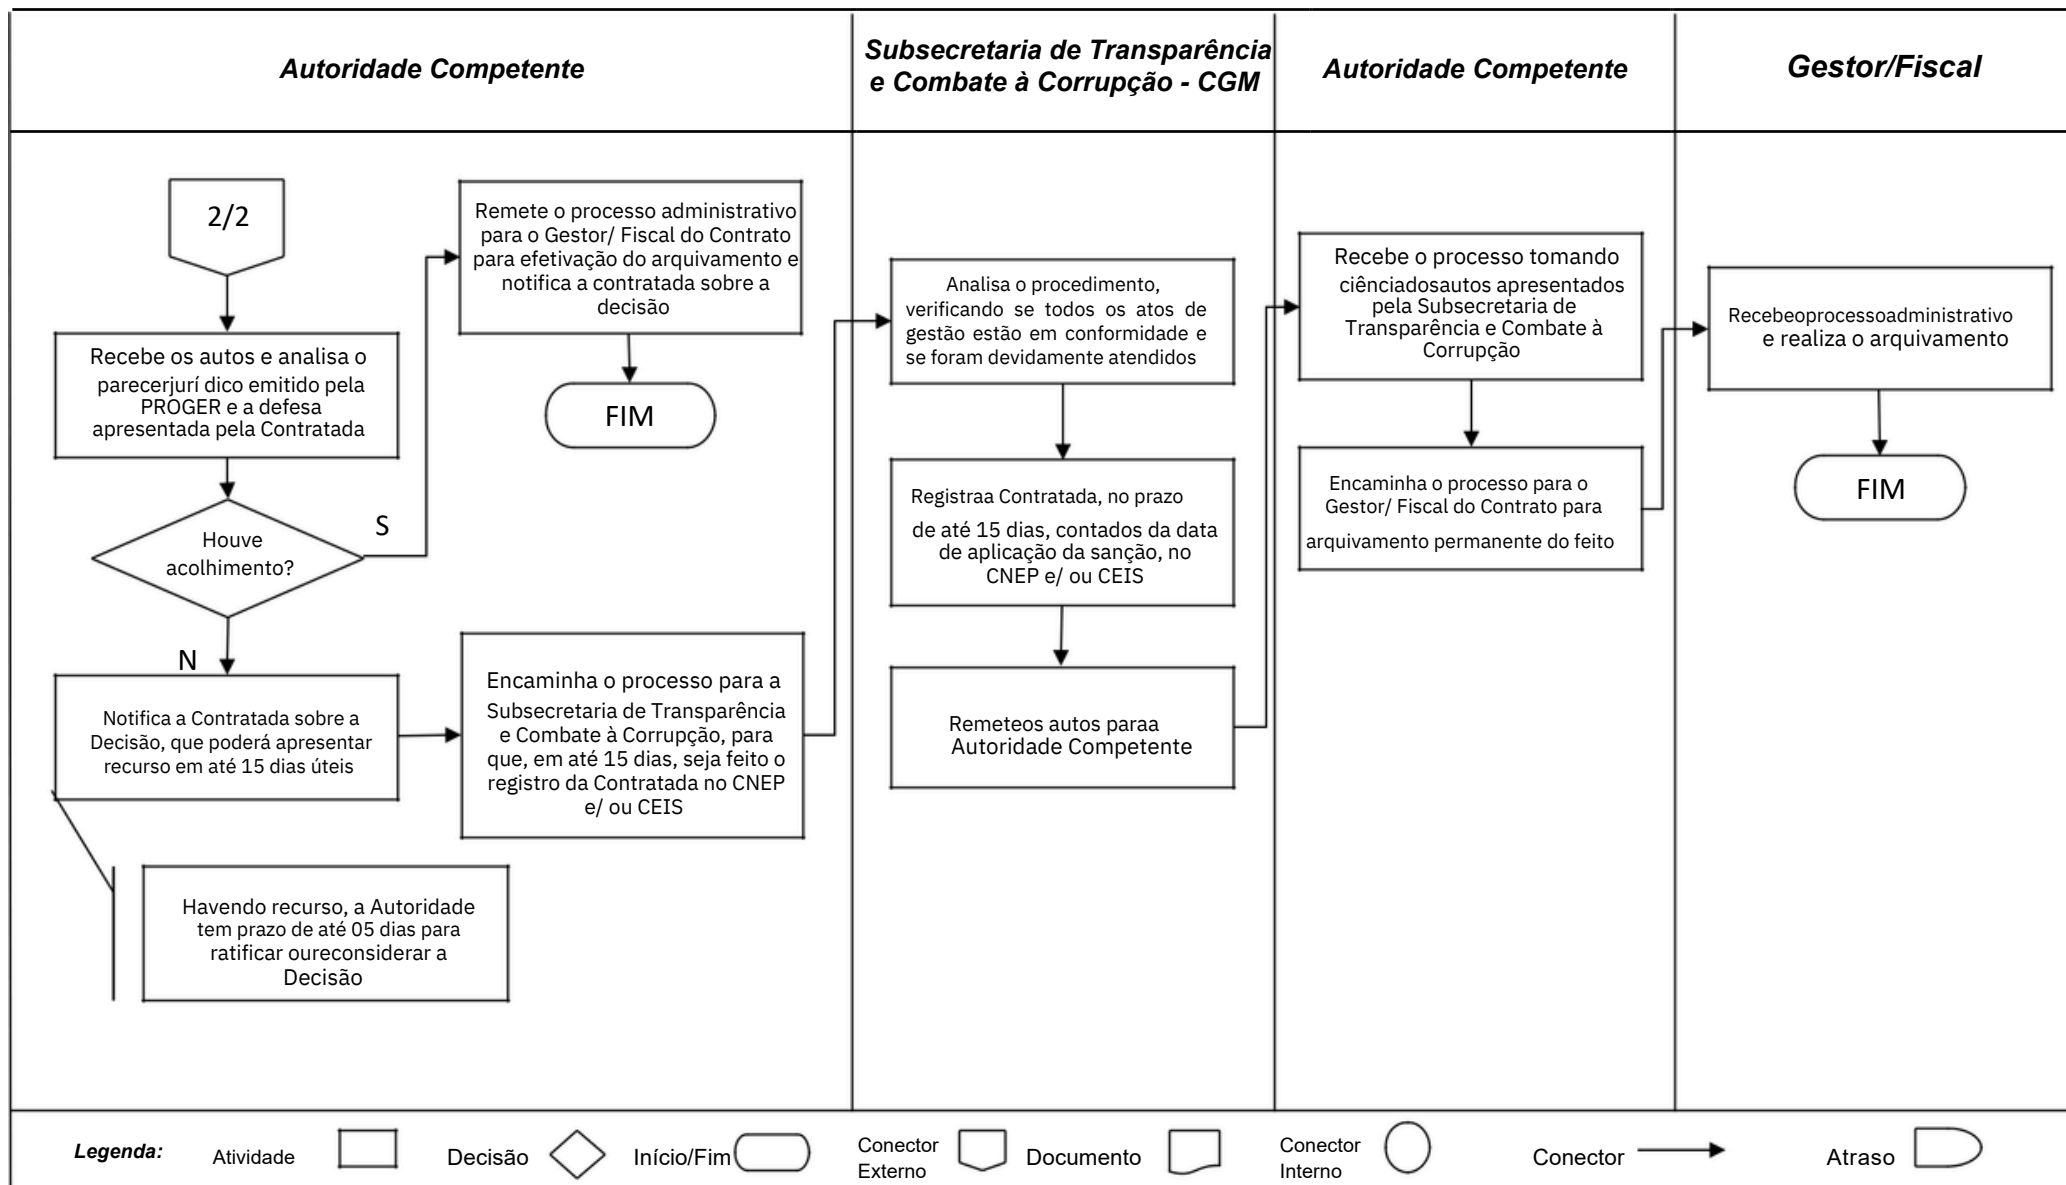 Autoridade Competente
Subsecretaria de Transparência
e Combate à Corrupção - CGM
Autoridade Competente
Gestor/Fiscal
2/2
Recebe os autos e analisa o
parecerjurí dico emitido pela
PROGER e a defesa
apresentada pela Contratada
Houve
acolhimento?
S
N
Remete o processo administrativo
para o Gestor/ Fiscal do Contrato
para efetivação do arquivamento e
notifica a contratada sobre a
decisão
FIM
Notifica a Contratada sobre a
Decisão, que poderá apresentar
recurso em até 15 dias úteis
Havendo recurso, a Autoridade
tem prazo de até 05 dias para
ratificar oureconsiderar a
Decisão
Encaminha o processo para a
Subsecretaria de Transparência
e Combate à Corrupção, para
que, em até 15 dias, seja feito o
registro da Contratada no CNEP
e/ ou CEIS
Analisa o procedimento,
verificando se todos os atos de
gestão estão em conformidade e
se foram devidamente atendidos
Registraa Contratada, no prazo
de até 15 dias, contados da data
de aplicação da sanção, no
CNEP e/ ou CEIS
Remeteos autos paraa
Autoridade Competente
Recebe o processo tomando
ciênciadosautos apresentados
pela Subsecretaria de
Transparência e Combate à
Corrupção
Encaminha o processo para o
Gestor/ Fiscal do Contrato para
arquivamento permanente do feito
Recebeoprocessoadministrativo
e realiza o arquivamento
FIM
Legenda:
Atividade
Decisão
Início/Fim
Conector
Externo
Documento
Conector
Interno
Conector
Atraso